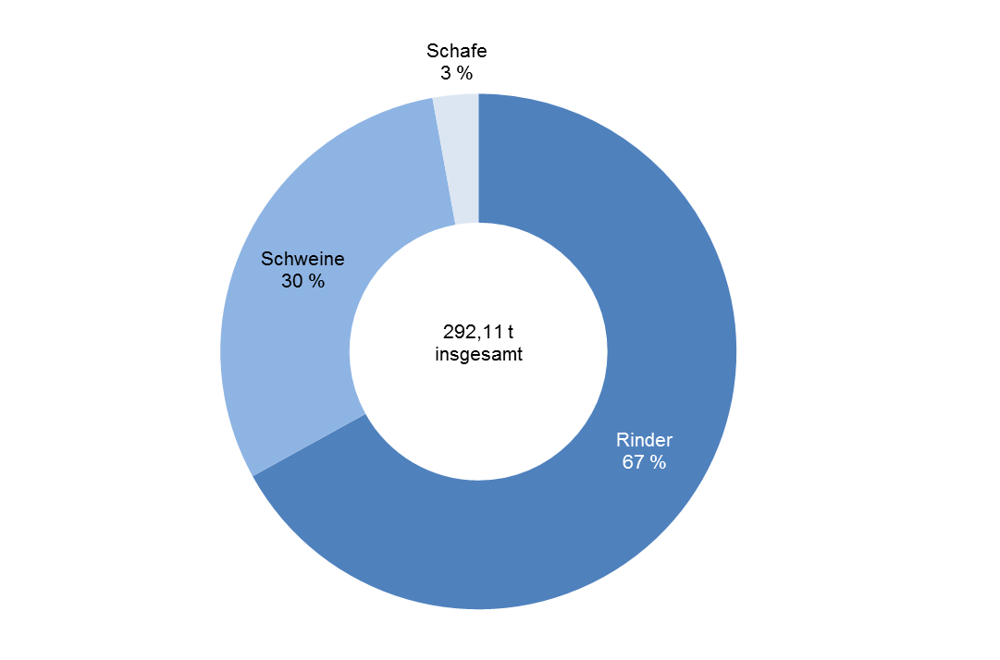 Schafe
3 %
Schweine
30 %
292,11 t
insgesamt
Rinder
67 %